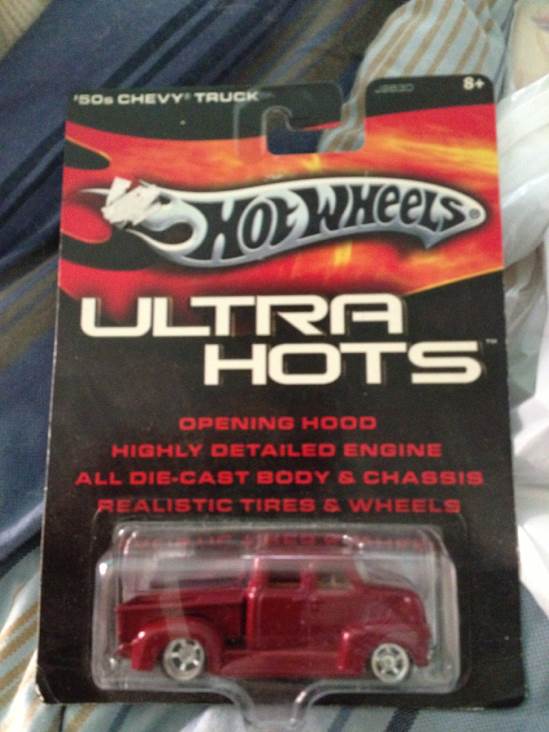 '50s CHEVY® TRUCK
8+
HOT WHEELS®
ULTRA
HOTS™
OPENING HOOD
HIGHLY DETAILED ENGINE
ALL DIE-CAST BODY & CHASSIS
REALISTIC TIRES & WHEELS